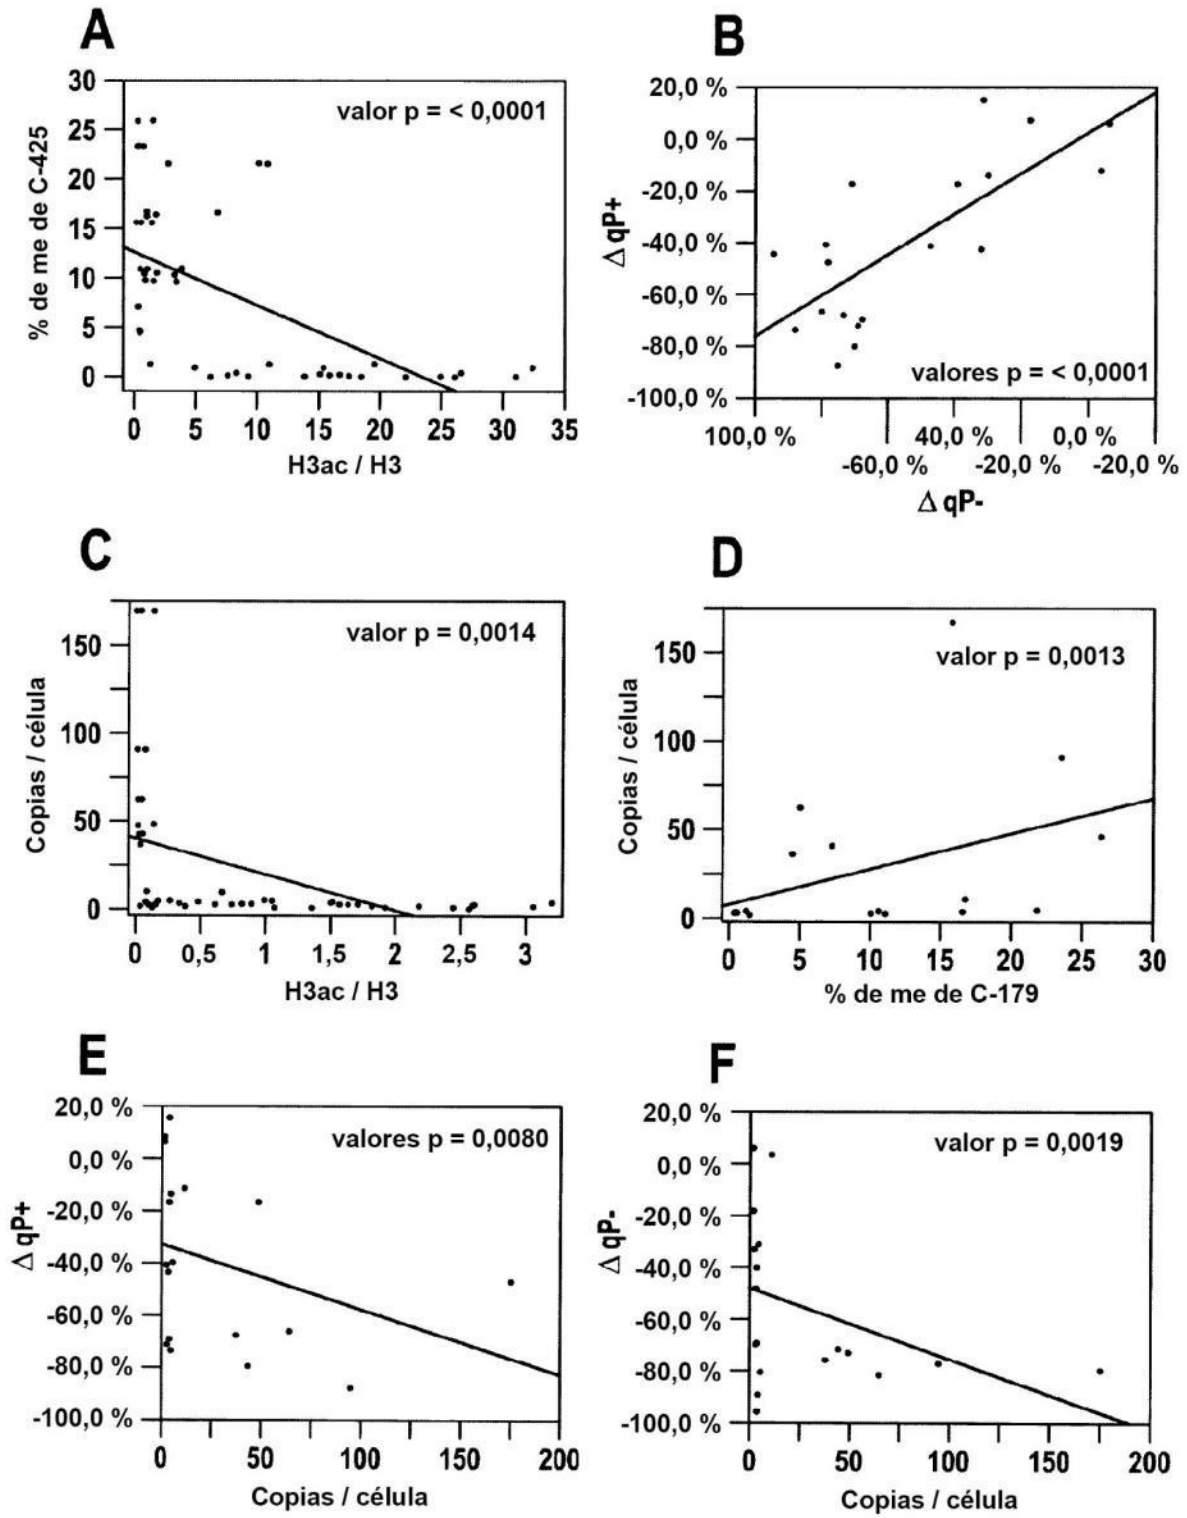 A
30
25
20
15
10
5
0
% de me de C-425
valor p = < 0,0001
0 5 10 15 20 25 30 35
H3ac / H3
B
20,0 %
0,0 %
-20,0 %
-40,0 %
-60,0 %
-80,0 %
-100,0 %
Δ qP+
valores p = < 0,0001
100,0 % 40,0 % 0,0 %
-60,0 % -20,0 % -20,0 %
Δ qP-
C
150
100
50
0
Copias / célula
valor p = 0,0014
0 0,5 1 1,5 2 2,5 3
H3ac / H3
D
150
100
50
0
Copias / célula
valor p = 0,0013
0 5 10 15 20 25 30
% de me de C-179
E
20,0 %
0,0 %
-20,0 %
-40,0 %
-60,0 %
-80,0 %
-100,0 %
Δ qP+
valores p = 0,0080
0 50 100 150 200
Copias / célula
F
20,0 %
0,0 %
-20,0 %
-40,0 %
-60,0 %
-80,0 %
-100,0 %
Δ qP-
valor p = 0,0019
0 50 100 150 200
Copias / célula